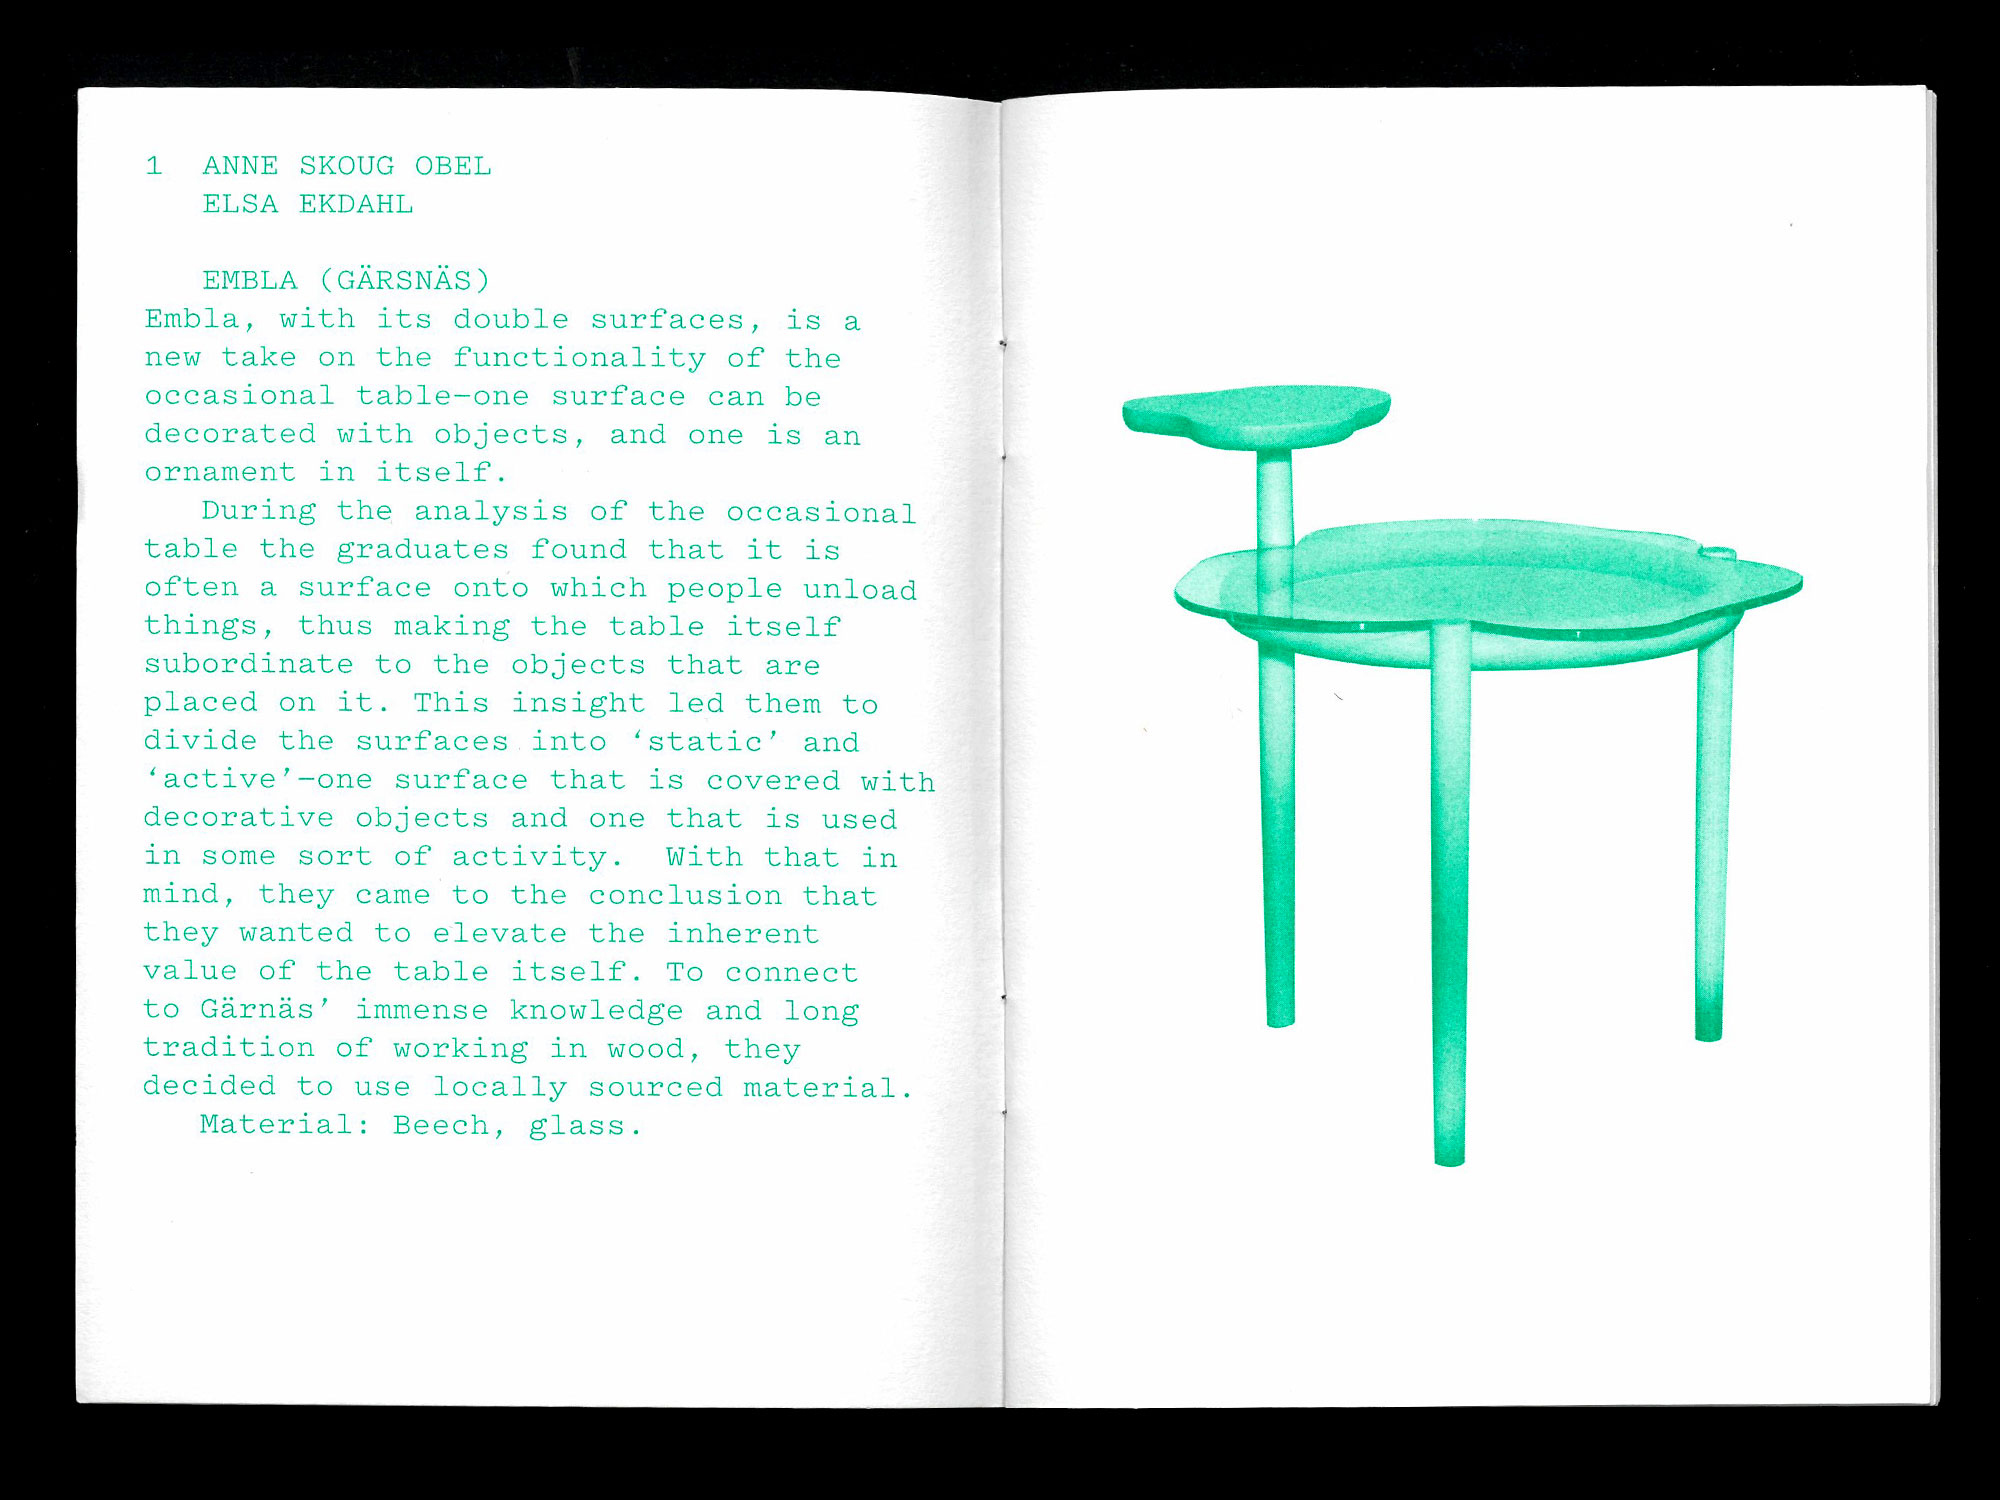 1 ANNE SKOUG OBEL
ELSA EKDAHL
EMBLA (GÄRSNÄS)
Embla, with its double surfaces, is a
new take on the functionality of the
occasional table–one surface can be
decorated with objects, and one is an
ornament in itself.
During the analysis of the occasional
table the graduates found that it is
often a surface onto which people unload
things, thus making the table itself
subordinate to the objects that are
placed on it. This insight led them to
divide the surfaces into ‘static’ and
‘active’–one surface that is covered with
decorative objects and one that is used
in some sort of activity.  With that in
mind, they came to the conclusion that
they wanted to elevate the inherent
value of the table itself. To connect
to Gärnäs’ immense knowledge and long
tradition of working in wood, they
decided to use locally sourced material.
Material: Beech, glass.